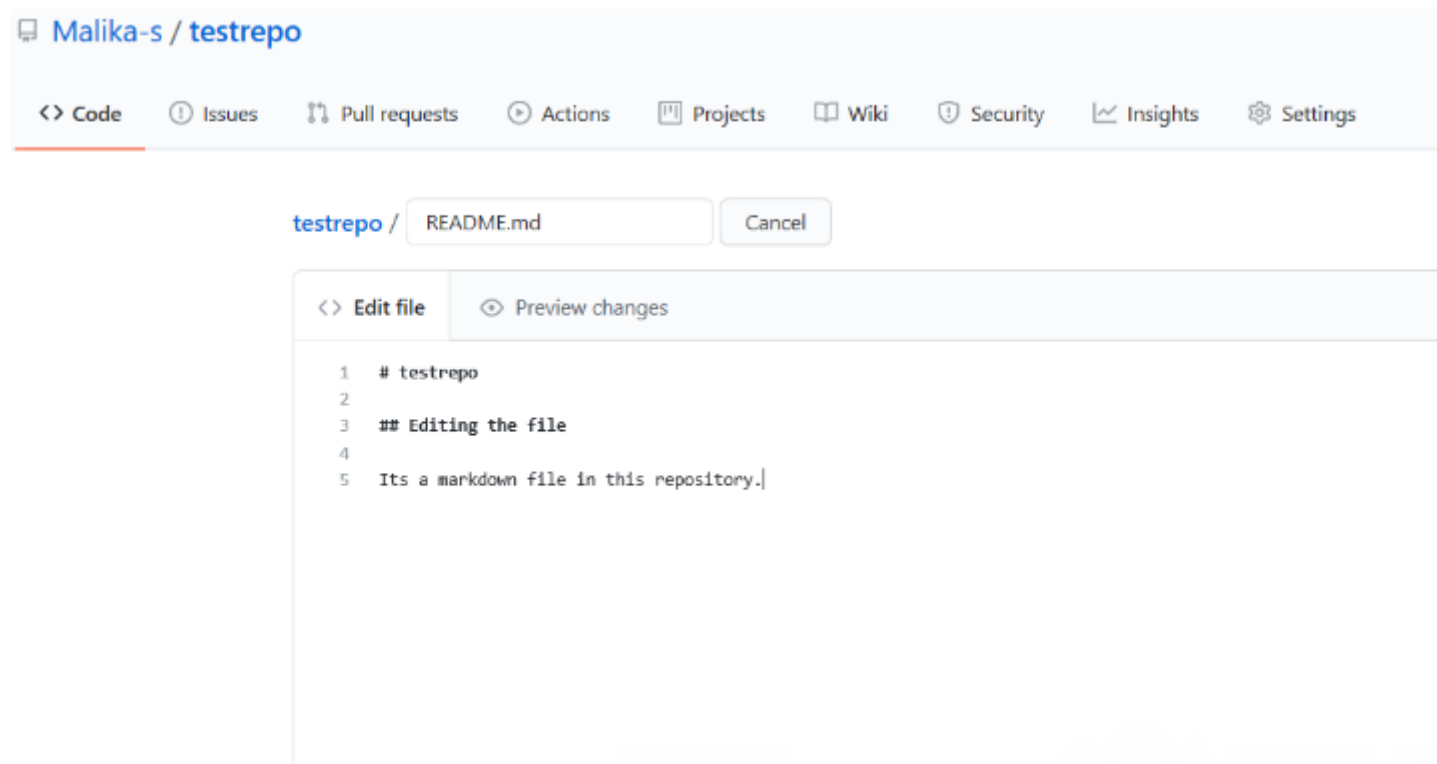 Malika-s / testrepo
Code Issues Pull requests Actions Projects Wiki Security Insights Settings
testrepo / README.md Cancel
Edit file Preview changes
1 # testrepo
2
3 ## Editing the file
4
5 Its a markdown file in this repository.